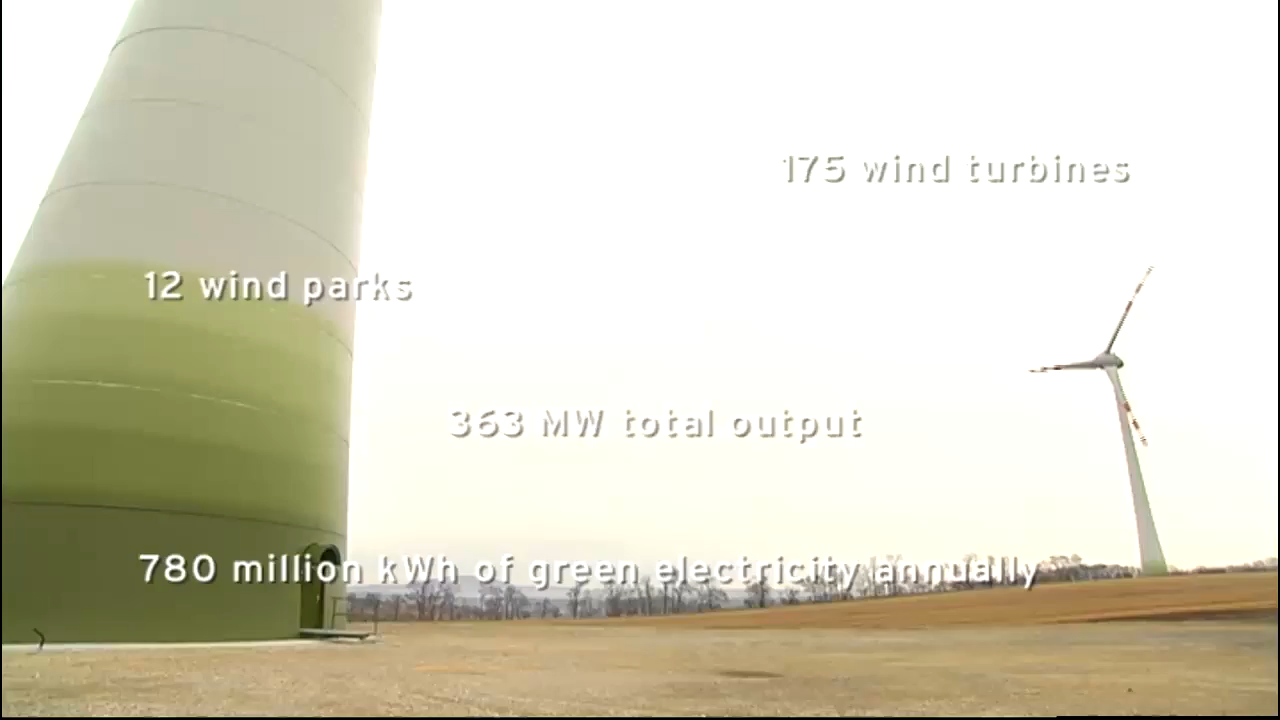 175 wind turbines
12 wind parks
363 MW total output
780 million kWh of green electricity annually